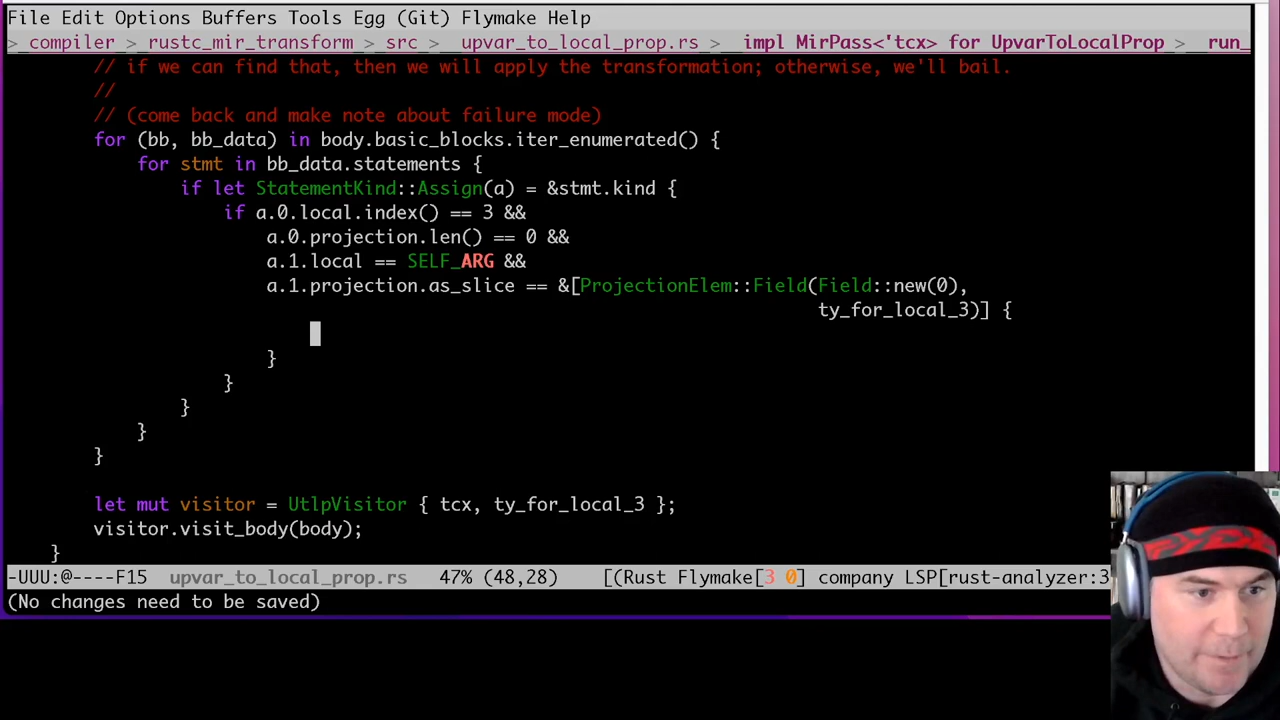 File Edit Options Buffers Tools Egg (Git) Flymake Help
> compiler > rustc_mir_transform > src > upvar_to_local_prop.rs > impl MirPass<'tcx> for UpvarToLocalProp > run_
// if we can find that, then we will apply the transformation; otherwise, we'll bail.
//
// (come back and make note about failure mode)
for (bb, bb_data) in body.basic_blocks.iter_enumerated() {
for stmt in bb_data.statements {
if let StatementKind::Assign(a) = &stmt.kind {
if a.0.local.index() == 3 &&
a.0.projection.len() == 0 &&
a.1.local == SELF_ARG &&
a.1.projection.as_slice == &[ProjectionElem::Field(Field::new(0),
ty_for_local_3)] {
}
}
}
}
}
let mut visitor = UtlpVisitor { tcx, ty_for_local_3 };
visitor.visit_body(body);
}
-UUU:@----F15 upvar_to_local_prop.rs 47% (48,28) [(Rust Flymake[3 0] company LSP[rust-analyzer:3
(No changes need to be saved)